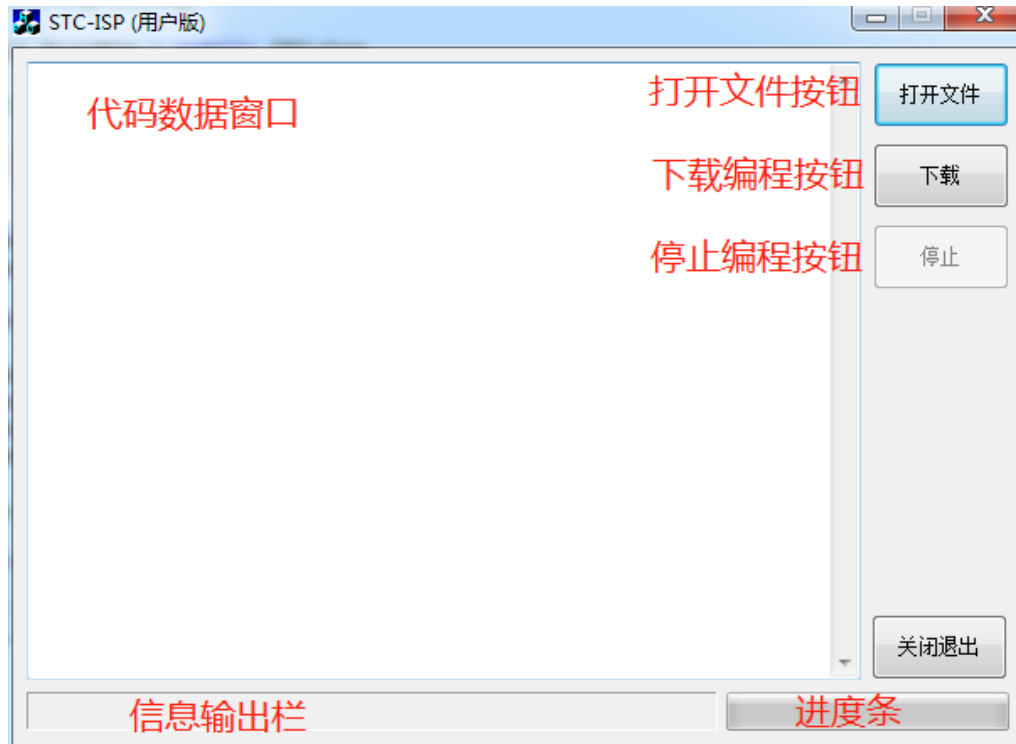 STC-ISP (用户版)
代码数据窗口
打开文件按钮
打开文件
下载编程按钮
下载
停止编程按钮
停止
关闭退出
信息输出栏
进度条